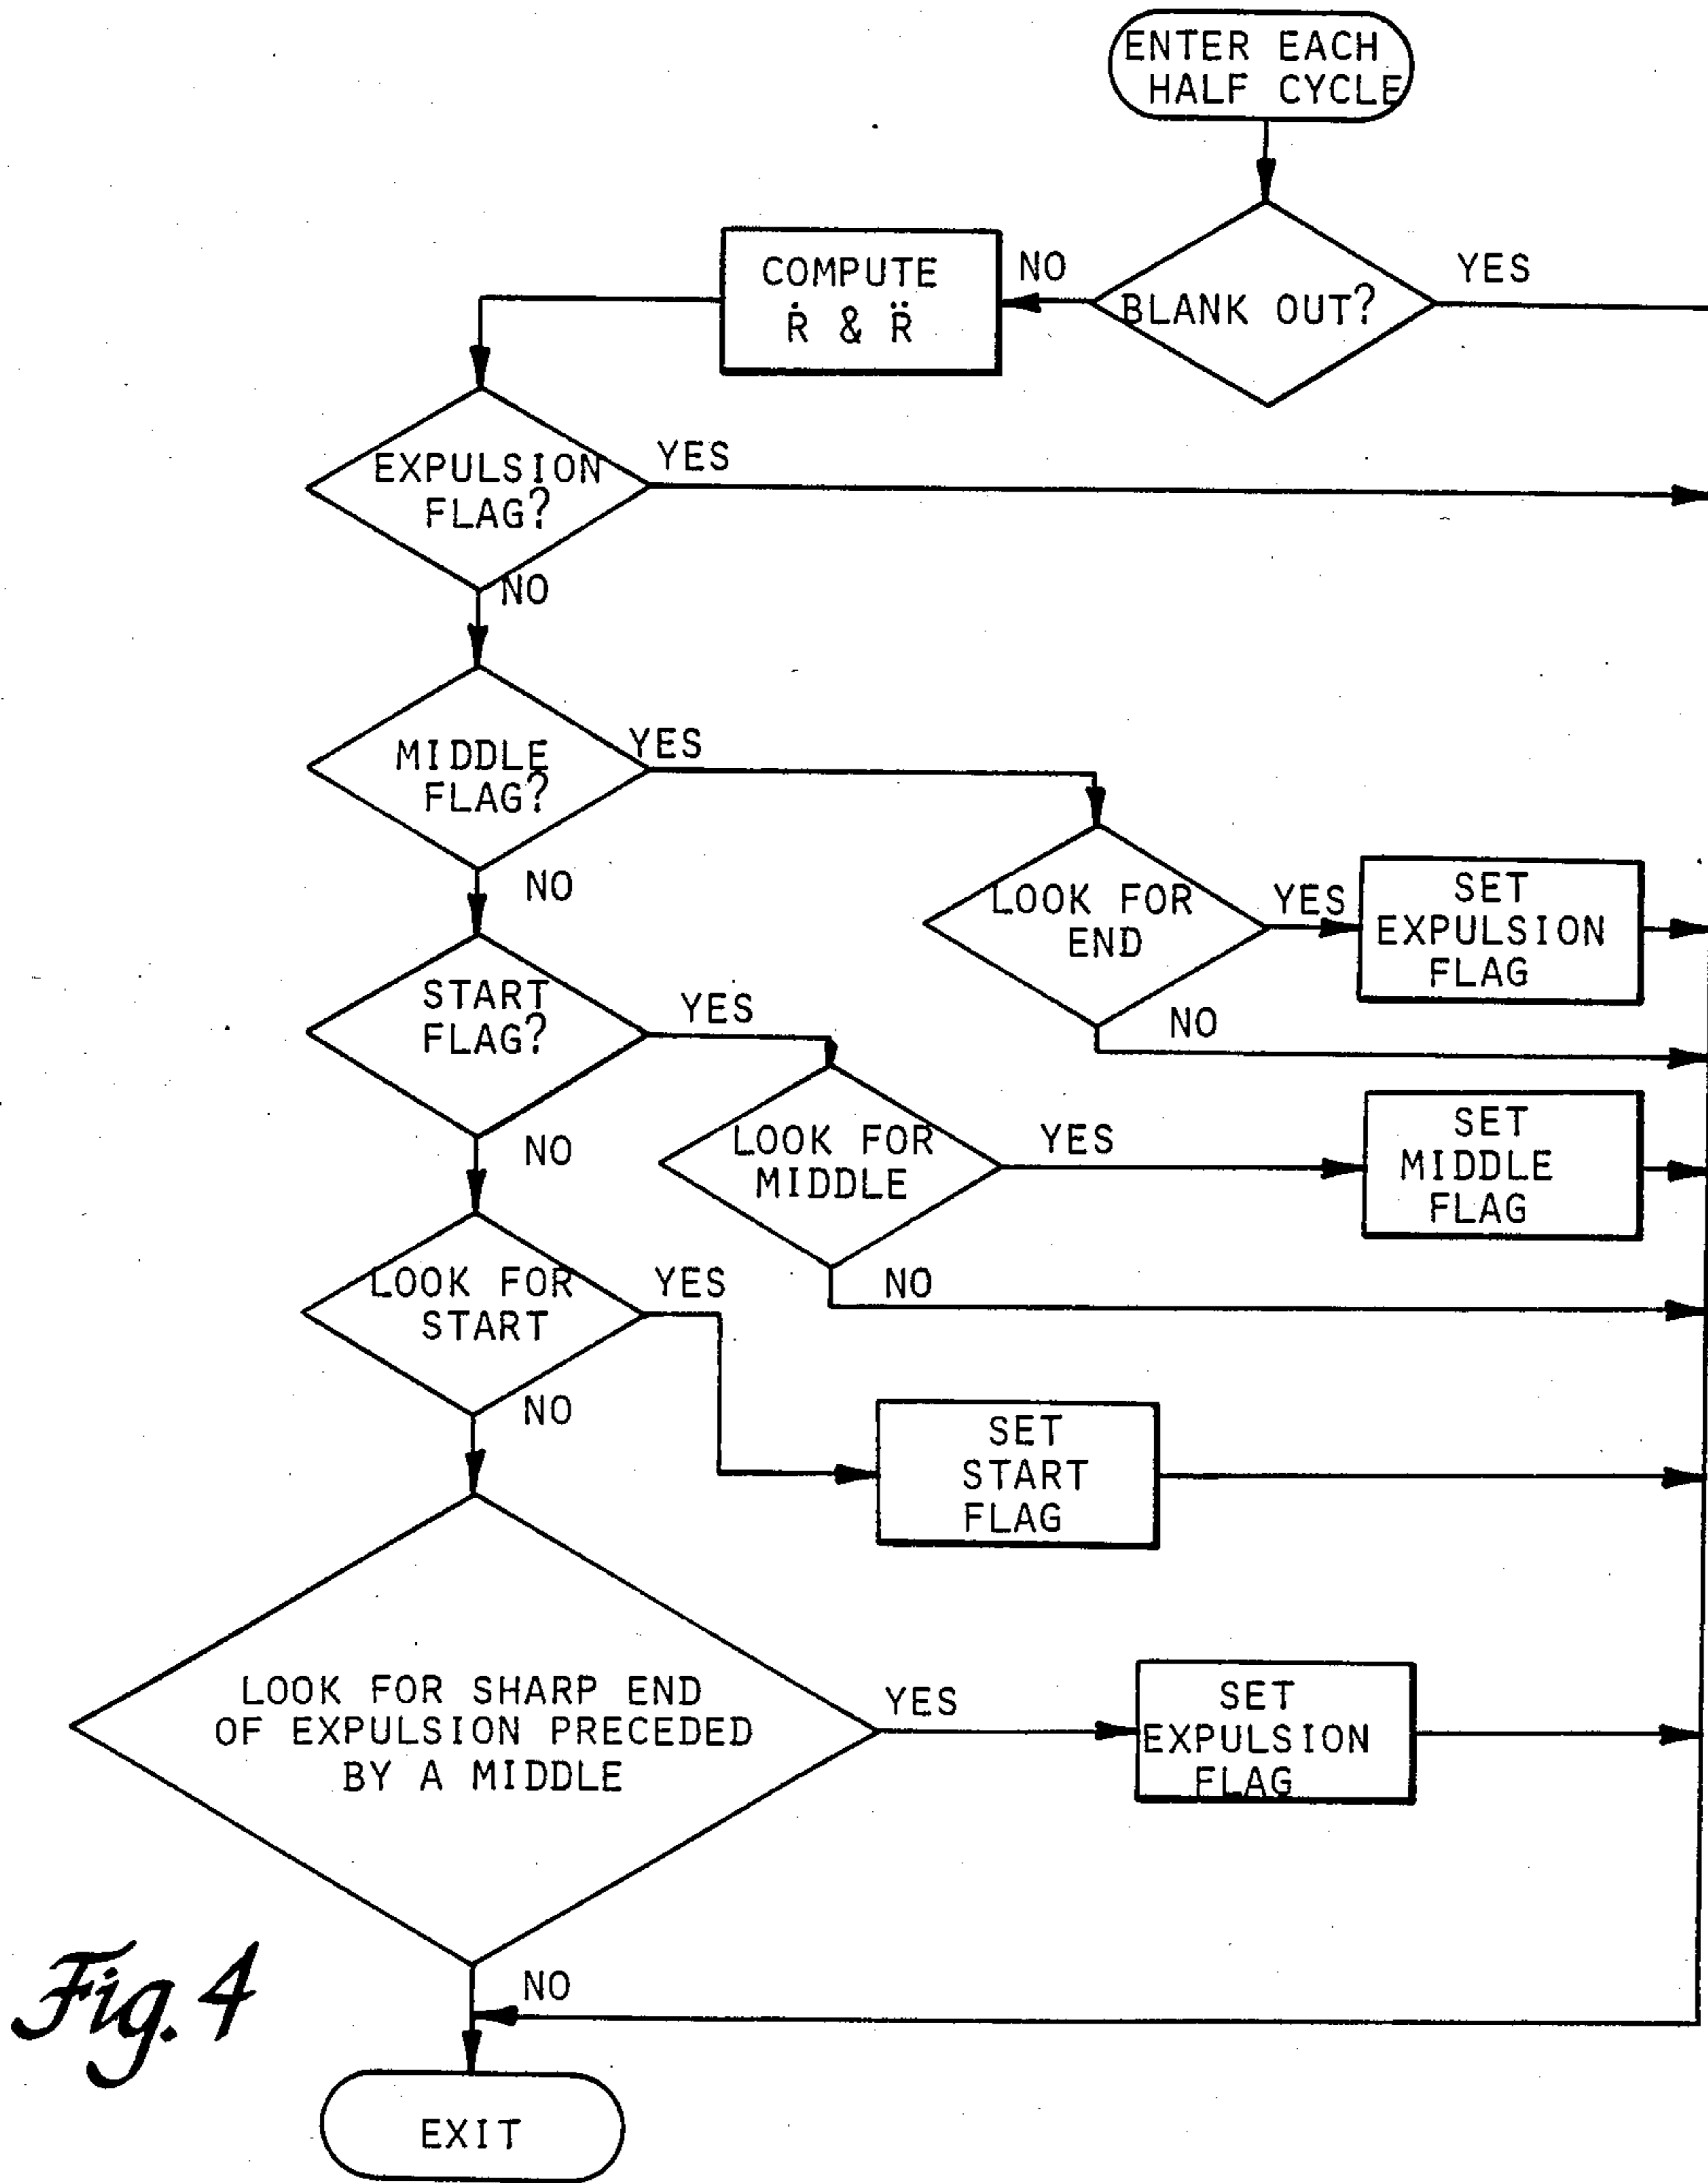 ENTER EACH
HALF CYCLE
BLANK OUT?
YES
NO
COMPUTE
Ṙ & R̈
EXPULSION
FLAG?
YES
NO
MIDDLE
FLAG?
YES
NO
LOOK FOR
END
YES
SET
EXPULSION
FLAG
NO
START
FLAG?
YES
NO
LOOK FOR
MIDDLE
YES
SET
MIDDLE
FLAG
NO
LOOK FOR
START
YES
NO
SET
START
FLAG
LOOK FOR SHARP END
OF EXPULSION PRECEDED
BY A MIDDLE
YES
SET
EXPULSION
FLAG
NO
EXIT
Fig. 4